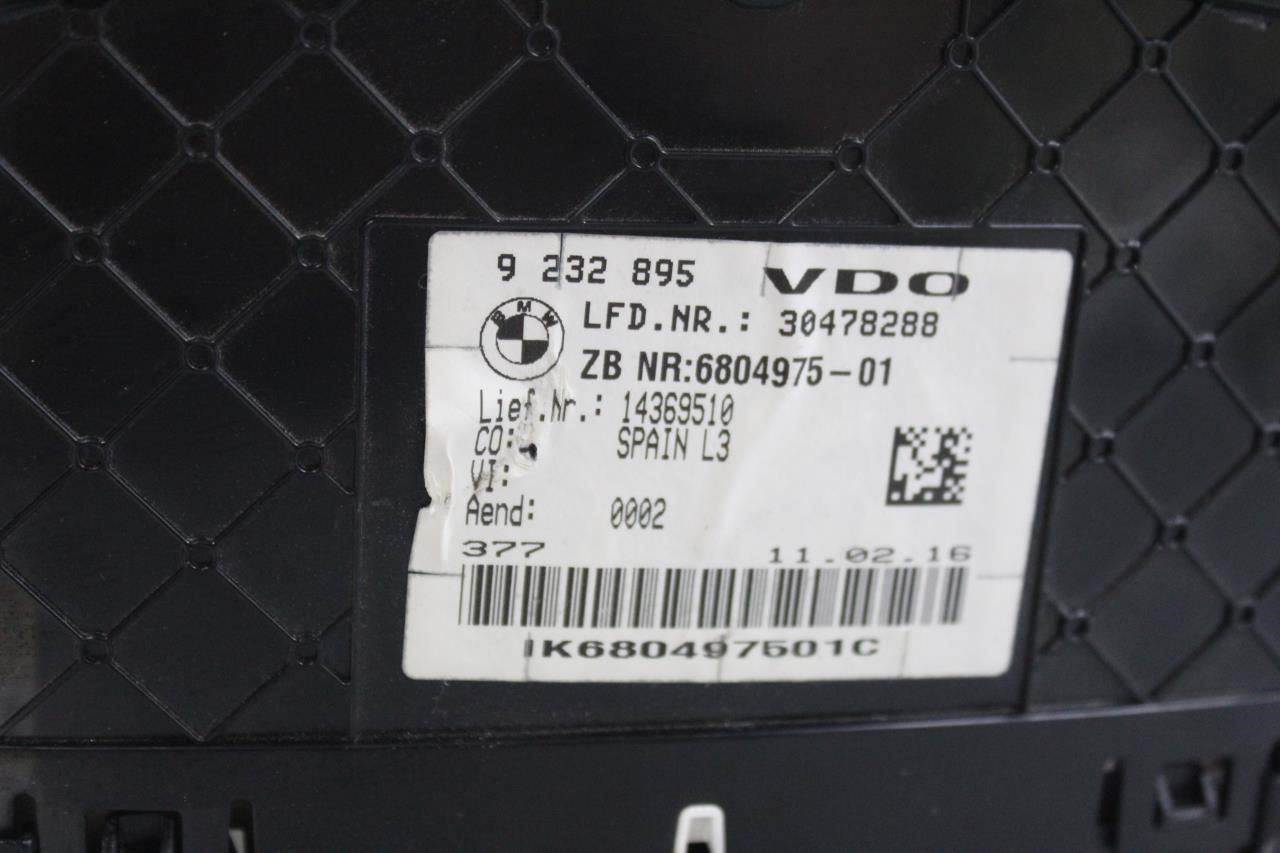 9 232 895 VDO
BMW
LFD.NR.: 30478288
ZB NR:6804975-01
Lief.Nr.: 14369510
CO: SPAIN L3
VI:
Aend: 0002
377 11.02.16
IK680497501C